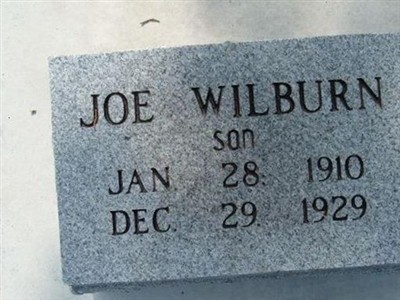 JOE WILBURN
son
JAN. 28. 1910
DEC. 29. 1929